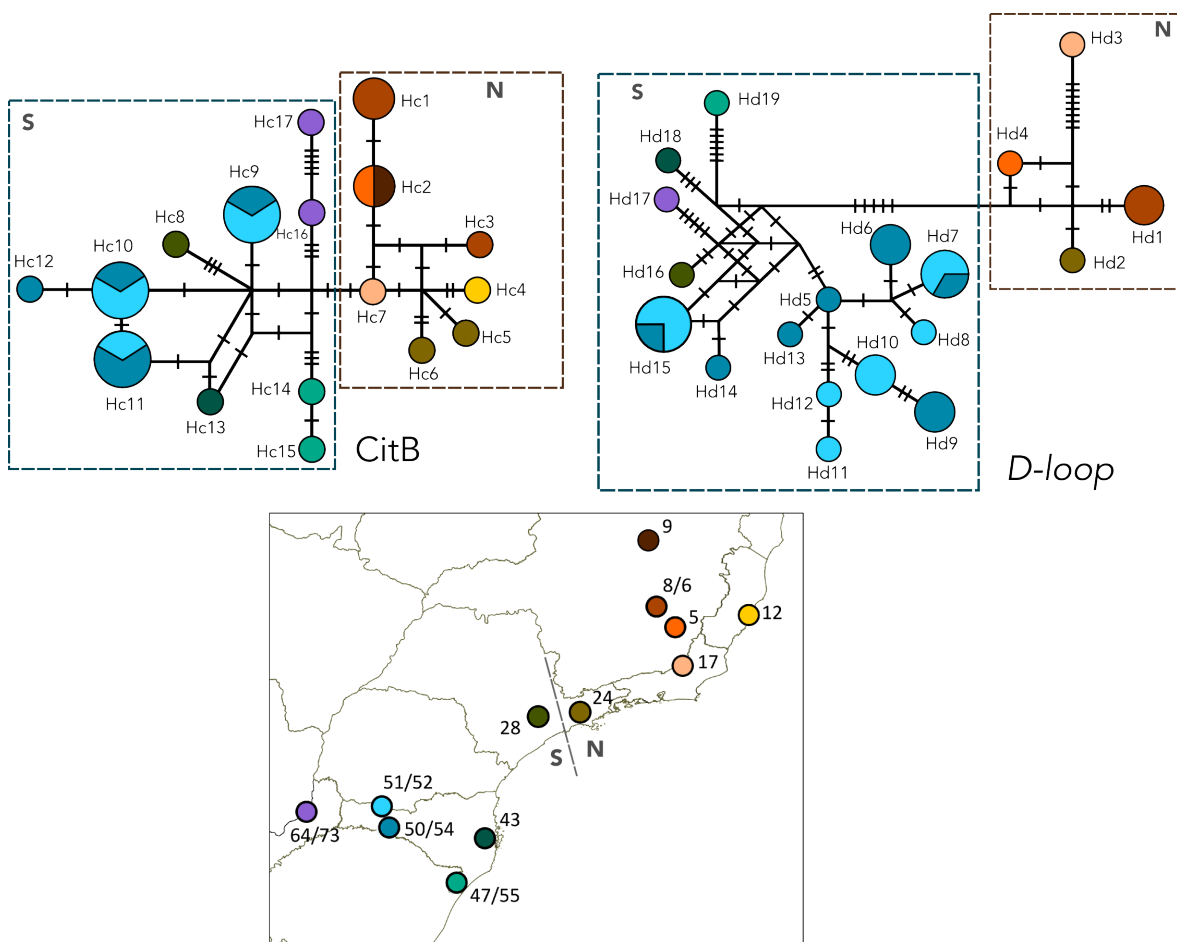 S
N
Hc1
Hc17
Hc9
Hc2
Hc8
Hc16
Hc3
Hc10
Hc12
Hc7
Hc4
Hc5
Hc6
Hc11
Hc14
Hc13
Hc15
CitB
N
S
Hd3
Hd19
Hd18
Hd4
Hd17
Hd6
Hd7
Hd1
Hd16
Hd2
Hd5
Hd8
Hd13
Hd10
Hd15
Hd14
Hd12
Hd9
Hd11
D-loop
9
8/6
5
12
17
24
28
S
N
51/52
50/54
43
64/73
47/55